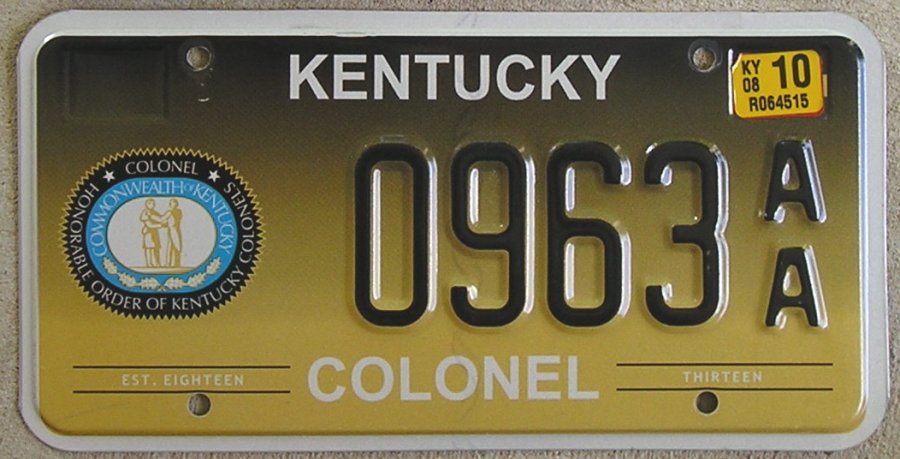 KENTUCKY
KY 10
08
R064515
COLONEL
HONORABLE ORDER OF KENTUCKY COLONELS
COMMONWEALTH OF KENTUCKY
0963 A A
EST. EIGHTEEN COLONEL THIRTEEN